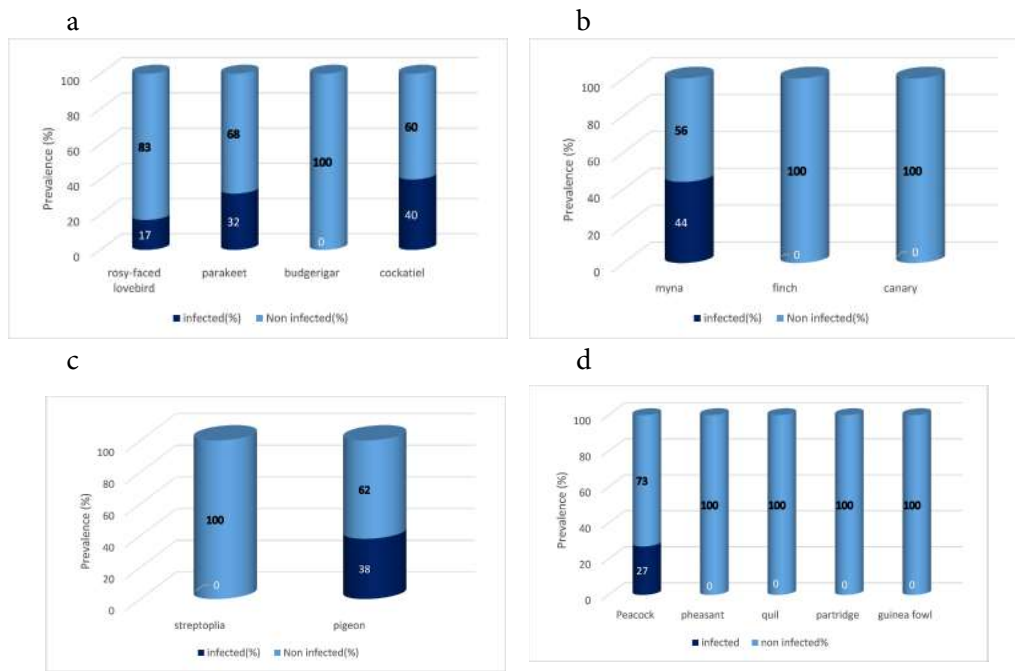 a
100
80
60
40
20
0
Prevalence (%)
83
17
68
32
100
0
60
40
rosy-faced
lovebird
parakeet
budgerigar
cockatiel
infected(%)
Non infected(%)
b
100
80
60
40
20
0
Prevalence (%)
56
44
100
0
100
0
myna
finch
canary
infected(%)
Non infected(%)
c
100
80
60
40
20
0
Prevalence (%)
100
0
62
38
streptoplia
pigeon
infected(%)
Non infected(%)
d
100
80
60
40
20
0
Prevalence (%)
73
27
100
0
100
0
100
0
100
0
Peacock
pheasant
quil
partridge
guinea fowl
infected
non infected%